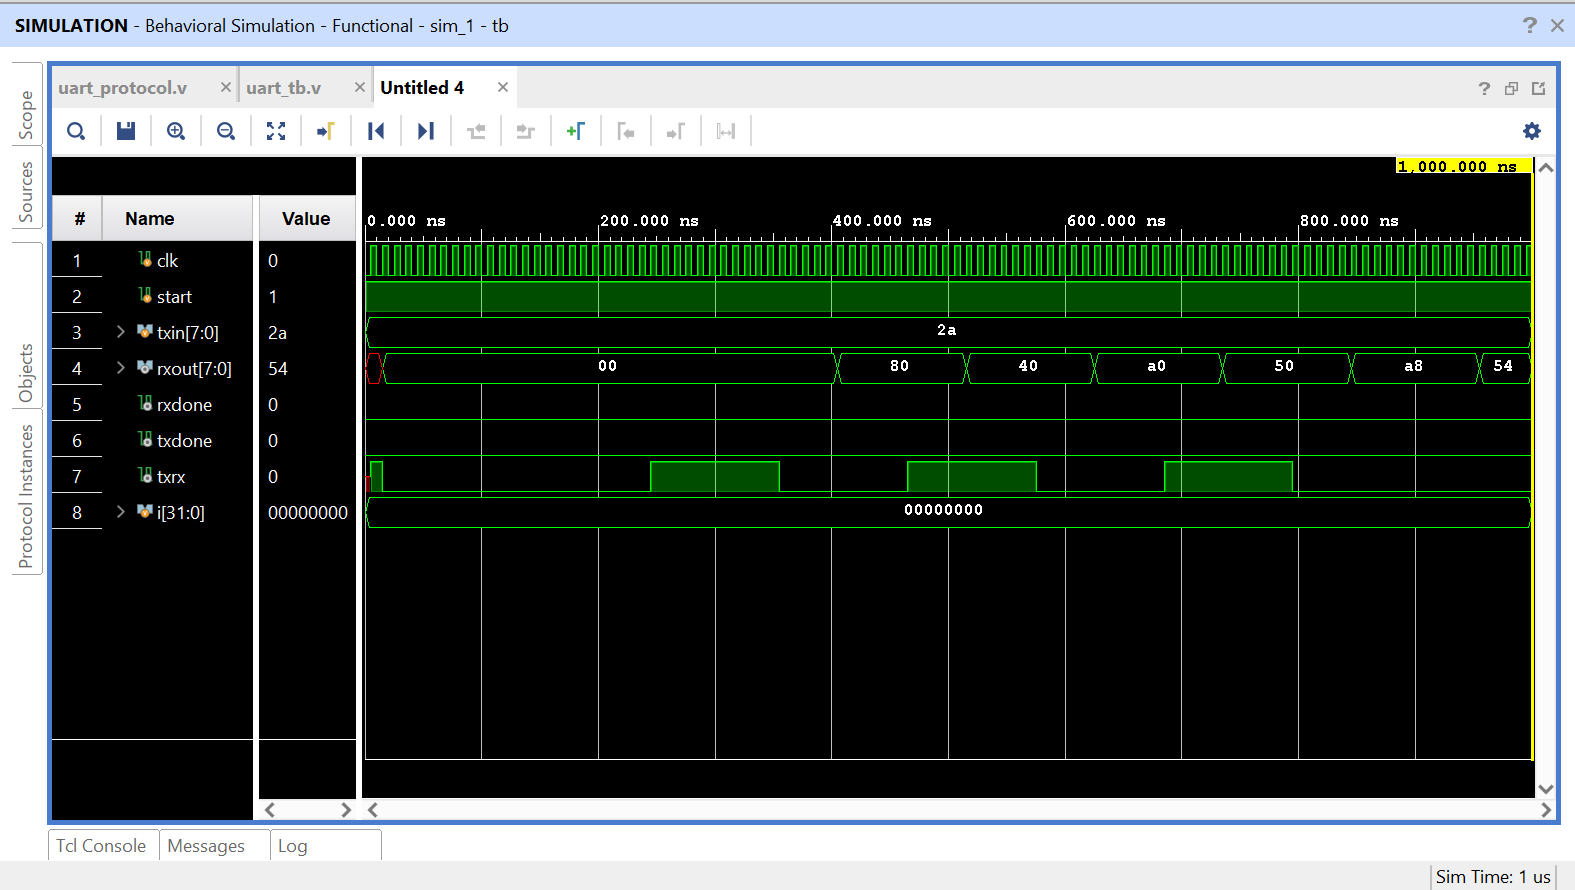 SIMULATION - Behavioral Simulation - Functional - sim_1 - tb
Scope
Sources
Objects
Protocol Instances
uart_protocol.v
uart_tb.v
Untitled 4
1,000.000 ns
# Name Value
0.000 ns 200.000 ns 400.000 ns 600.000 ns 800.000 ns
1 clk 0
2 start 1
3 txin[7:0] 2a 2a
4 rxout[7:0] 54 00 80 40 a0 50 a8 54
5 rxdone 0
6 txdone 0
7 txrx 0
8 i[31:0] 00000000 00000000
Tcl Console Messages Log
Sim Time: 1 us